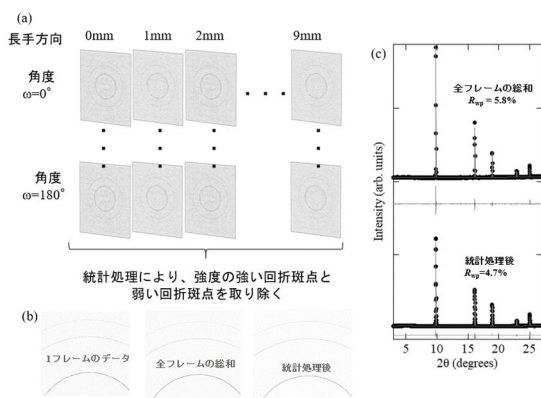 (a)
長手方向 0mm 1mm 2mm 9mm
角度
ω=0°
角度
ω=180°
統計処理により、強度の強い回折斑点と
弱い回折斑点を取り除く
(b)
1フレームのデータ
全フレームの総和
統計処理後
(c)
Intensity (arb. units)
全フレームの総和
Rwp = 5.8%
統計処理後
Rwp=4.7%
5 10 15 20 25
2θ (degrees)